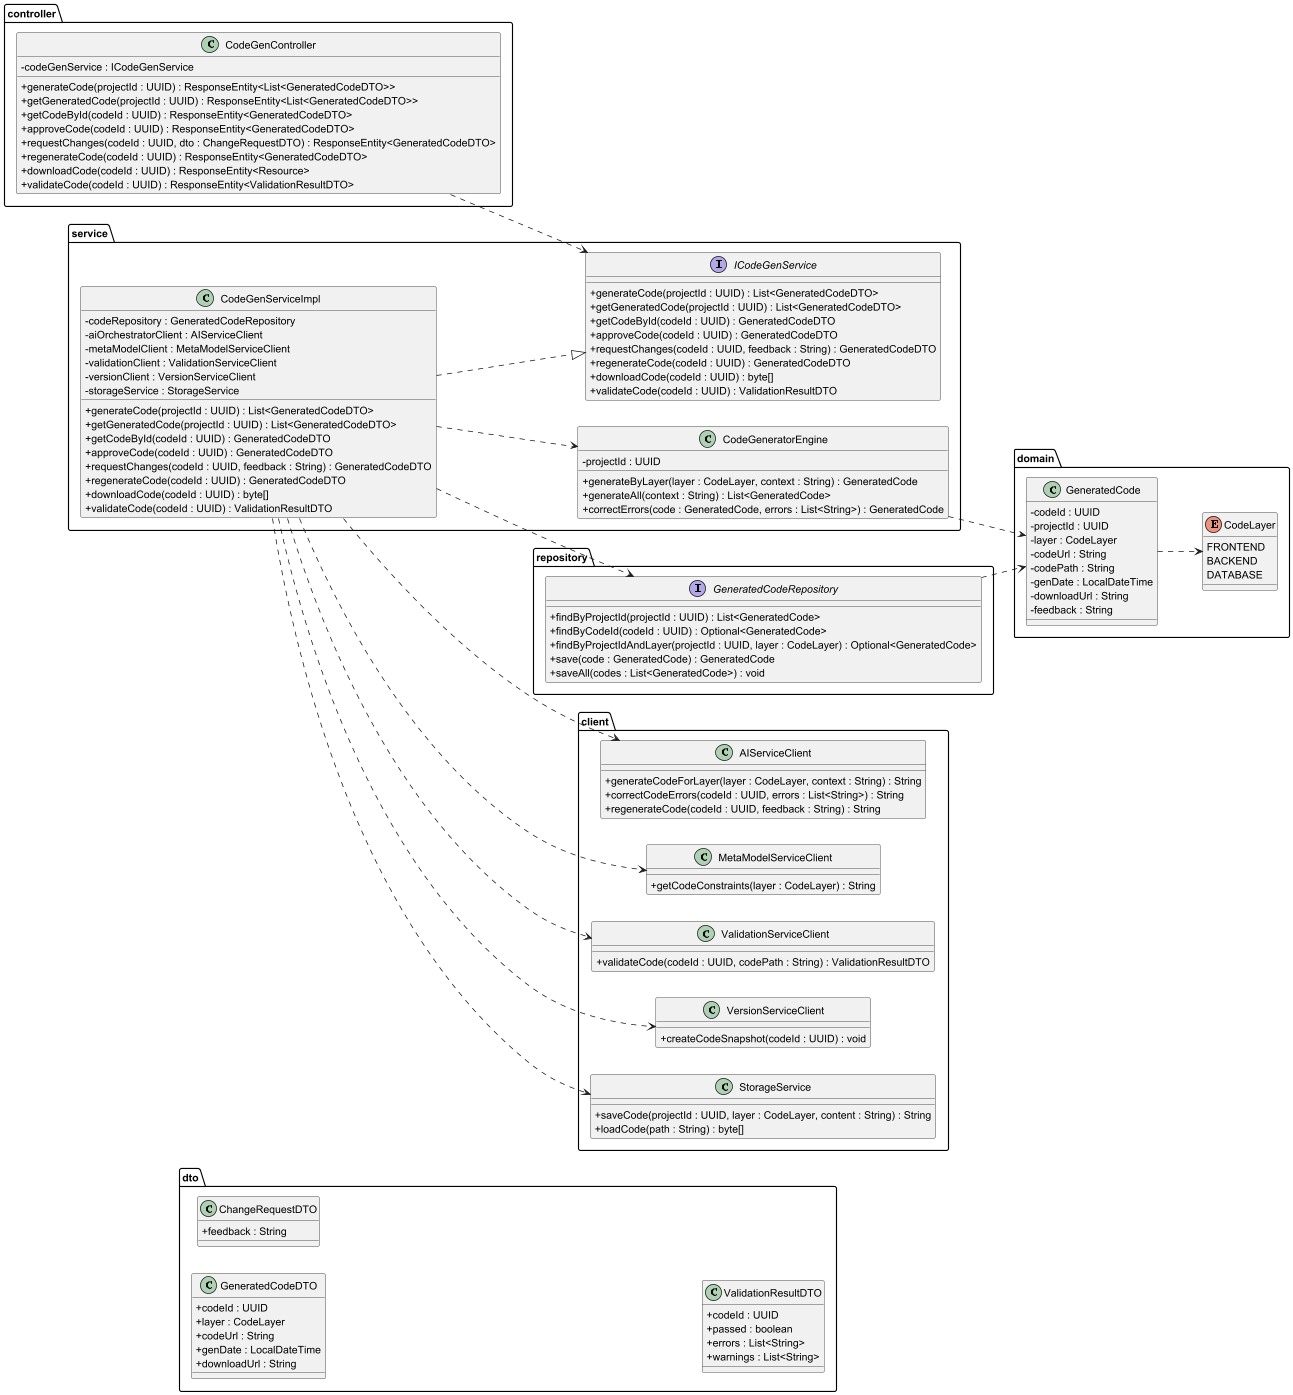 controller
C CodeGenController
-codeGenService : ICodeGenService
+generateCode(projectId : UUID) : ResponseEntity<List<GeneratedCodeDTO>>
+getGeneratedCode(projectId : UUID) : ResponseEntity<List<GeneratedCodeDTO>>
+getCodeById(codeId : UUID) : ResponseEntity<GeneratedCodeDTO>
+approveCode(codeId : UUID) : ResponseEntity<GeneratedCodeDTO>
+requestChanges(codeId : UUID, dto : ChangeRequestDTO) : ResponseEntity<GeneratedCodeDTO>
+regenerateCode(codeId : UUID) : ResponseEntity<GeneratedCodeDTO>
+downloadCode(codeId : UUID) : ResponseEntity<Resource>
+validateCode(codeId : UUID) : ResponseEntity<ValidationResultDTO>
service
C CodeGenServiceImpl
-codeRepository : GeneratedCodeRepository
-aiOrchestratorClient : AIServiceClient
-metaModelClient : MetaModelServiceClient
-validationClient : ValidationServiceClient
-versionClient : VersionServiceClient
-storageService : StorageService
+generateCode(projectId : UUID) : List<GeneratedCodeDTO>
+getGeneratedCode(projectId : UUID) : List<GeneratedCodeDTO>
+getCodeById(codeId : UUID) : GeneratedCodeDTO
+approveCode(codeId : UUID) : GeneratedCodeDTO
+requestChanges(codeId : UUID, feedback : String) : GeneratedCodeDTO
+regenerateCode(codeId : UUID) : GeneratedCodeDTO
+downloadCode(codeId : UUID) : byte[]
+validateCode(codeId : UUID) : ValidationResultDTO
I ICodeGenService
+generateCode(projectId : UUID) : List<GeneratedCodeDTO>
+getGeneratedCode(projectId : UUID) : List<GeneratedCodeDTO>
+getCodeById(codeId : UUID) : GeneratedCodeDTO
+approveCode(codeId : UUID) : GeneratedCodeDTO
+requestChanges(codeId : UUID, feedback : String) : GeneratedCodeDTO
+regenerateCode(codeId : UUID) : GeneratedCodeDTO
+downloadCode(codeId : UUID) : byte[]
+validateCode(codeId : UUID) : ValidationResultDTO
C CodeGeneratorEngine
-projectId : UUID
+generateByLayer(layer : CodeLayer, context : String) : GeneratedCode
+generateAll(context : String) : List<GeneratedCode>
+correctErrors(code : GeneratedCode, errors : List<String>) : GeneratedCode
domain
C GeneratedCode
-codeId : UUID
-projectId : UUID
-layer : CodeLayer
-codeUrl : String
-codePath : String
-genDate : LocalDateTime
-downloadUrl : String
-feedback : String
E CodeLayer
FRONTEND
BACKEND
DATABASE
repository
I GeneratedCodeRepository
+findByProjectId(projectId : UUID) : List<GeneratedCode>
+findByCodeId(codeId : UUID) : Optional<GeneratedCode>
+findByProjectIdAndLayer(projectId : UUID, layer : CodeLayer) : Optional<GeneratedCode>
+save(code : GeneratedCode) : GeneratedCode
+saveAll(codes : List<GeneratedCode>) : void
client
C AIServiceClient
+generateCodeForLayer(layer : CodeLayer, context : String) : String
+correctCodeErrors(codeId : UUID, errors : List<String>) : String
+regenerateCode(codeId : UUID, feedback : String) : String
C MetaModelServiceClient
+getCodeConstraints(layer : CodeLayer) : String
C ValidationServiceClient
+validateCode(codeId : UUID, codePath : String) : ValidationResultDTO
C VersionServiceClient
+createCodeSnapshot(codeId : UUID) : void
C StorageService
+saveCode(projectId : UUID, layer : CodeLayer, content : String) : String
+loadCode(path : String) : byte[]
dto
C ChangeRequestDTO
+feedback : String
C GeneratedCodeDTO
+codeId : UUID
+layer : CodeLayer
+codeUrl : String
+genDate : LocalDateTime
+downloadUrl : String
C ValidationResultDTO
+codeId : UUID
+passed : boolean
+errors : List<String>
+warnings : List<String>